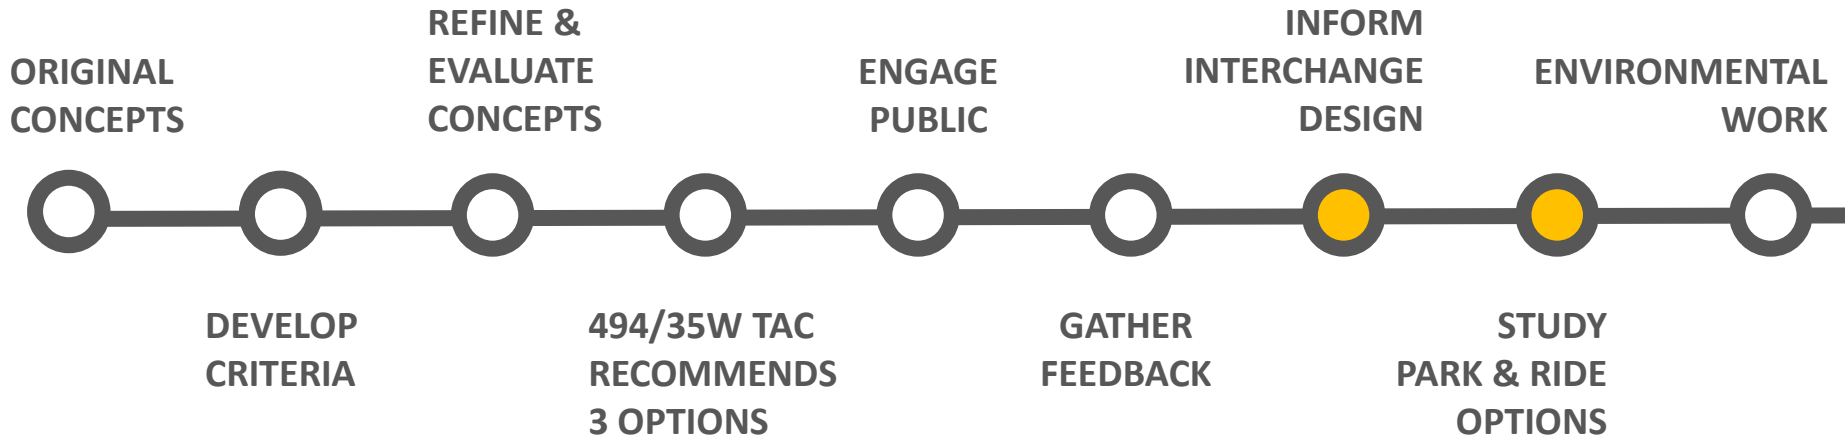 ORIGINAL
CONCEPTS
DEVELOP
CRITERIA
REFINE &
EVALUATE
CONCEPTS
494/35W TAC
RECOMMENDS
3 OPTIONS
ENGAGE
PUBLIC
GATHER
FEEDBACK
INFORM
INTERCHANGE
DESIGN
STUDY
PARK & RIDE
OPTIONS
ENVIRONMENTAL
WORK